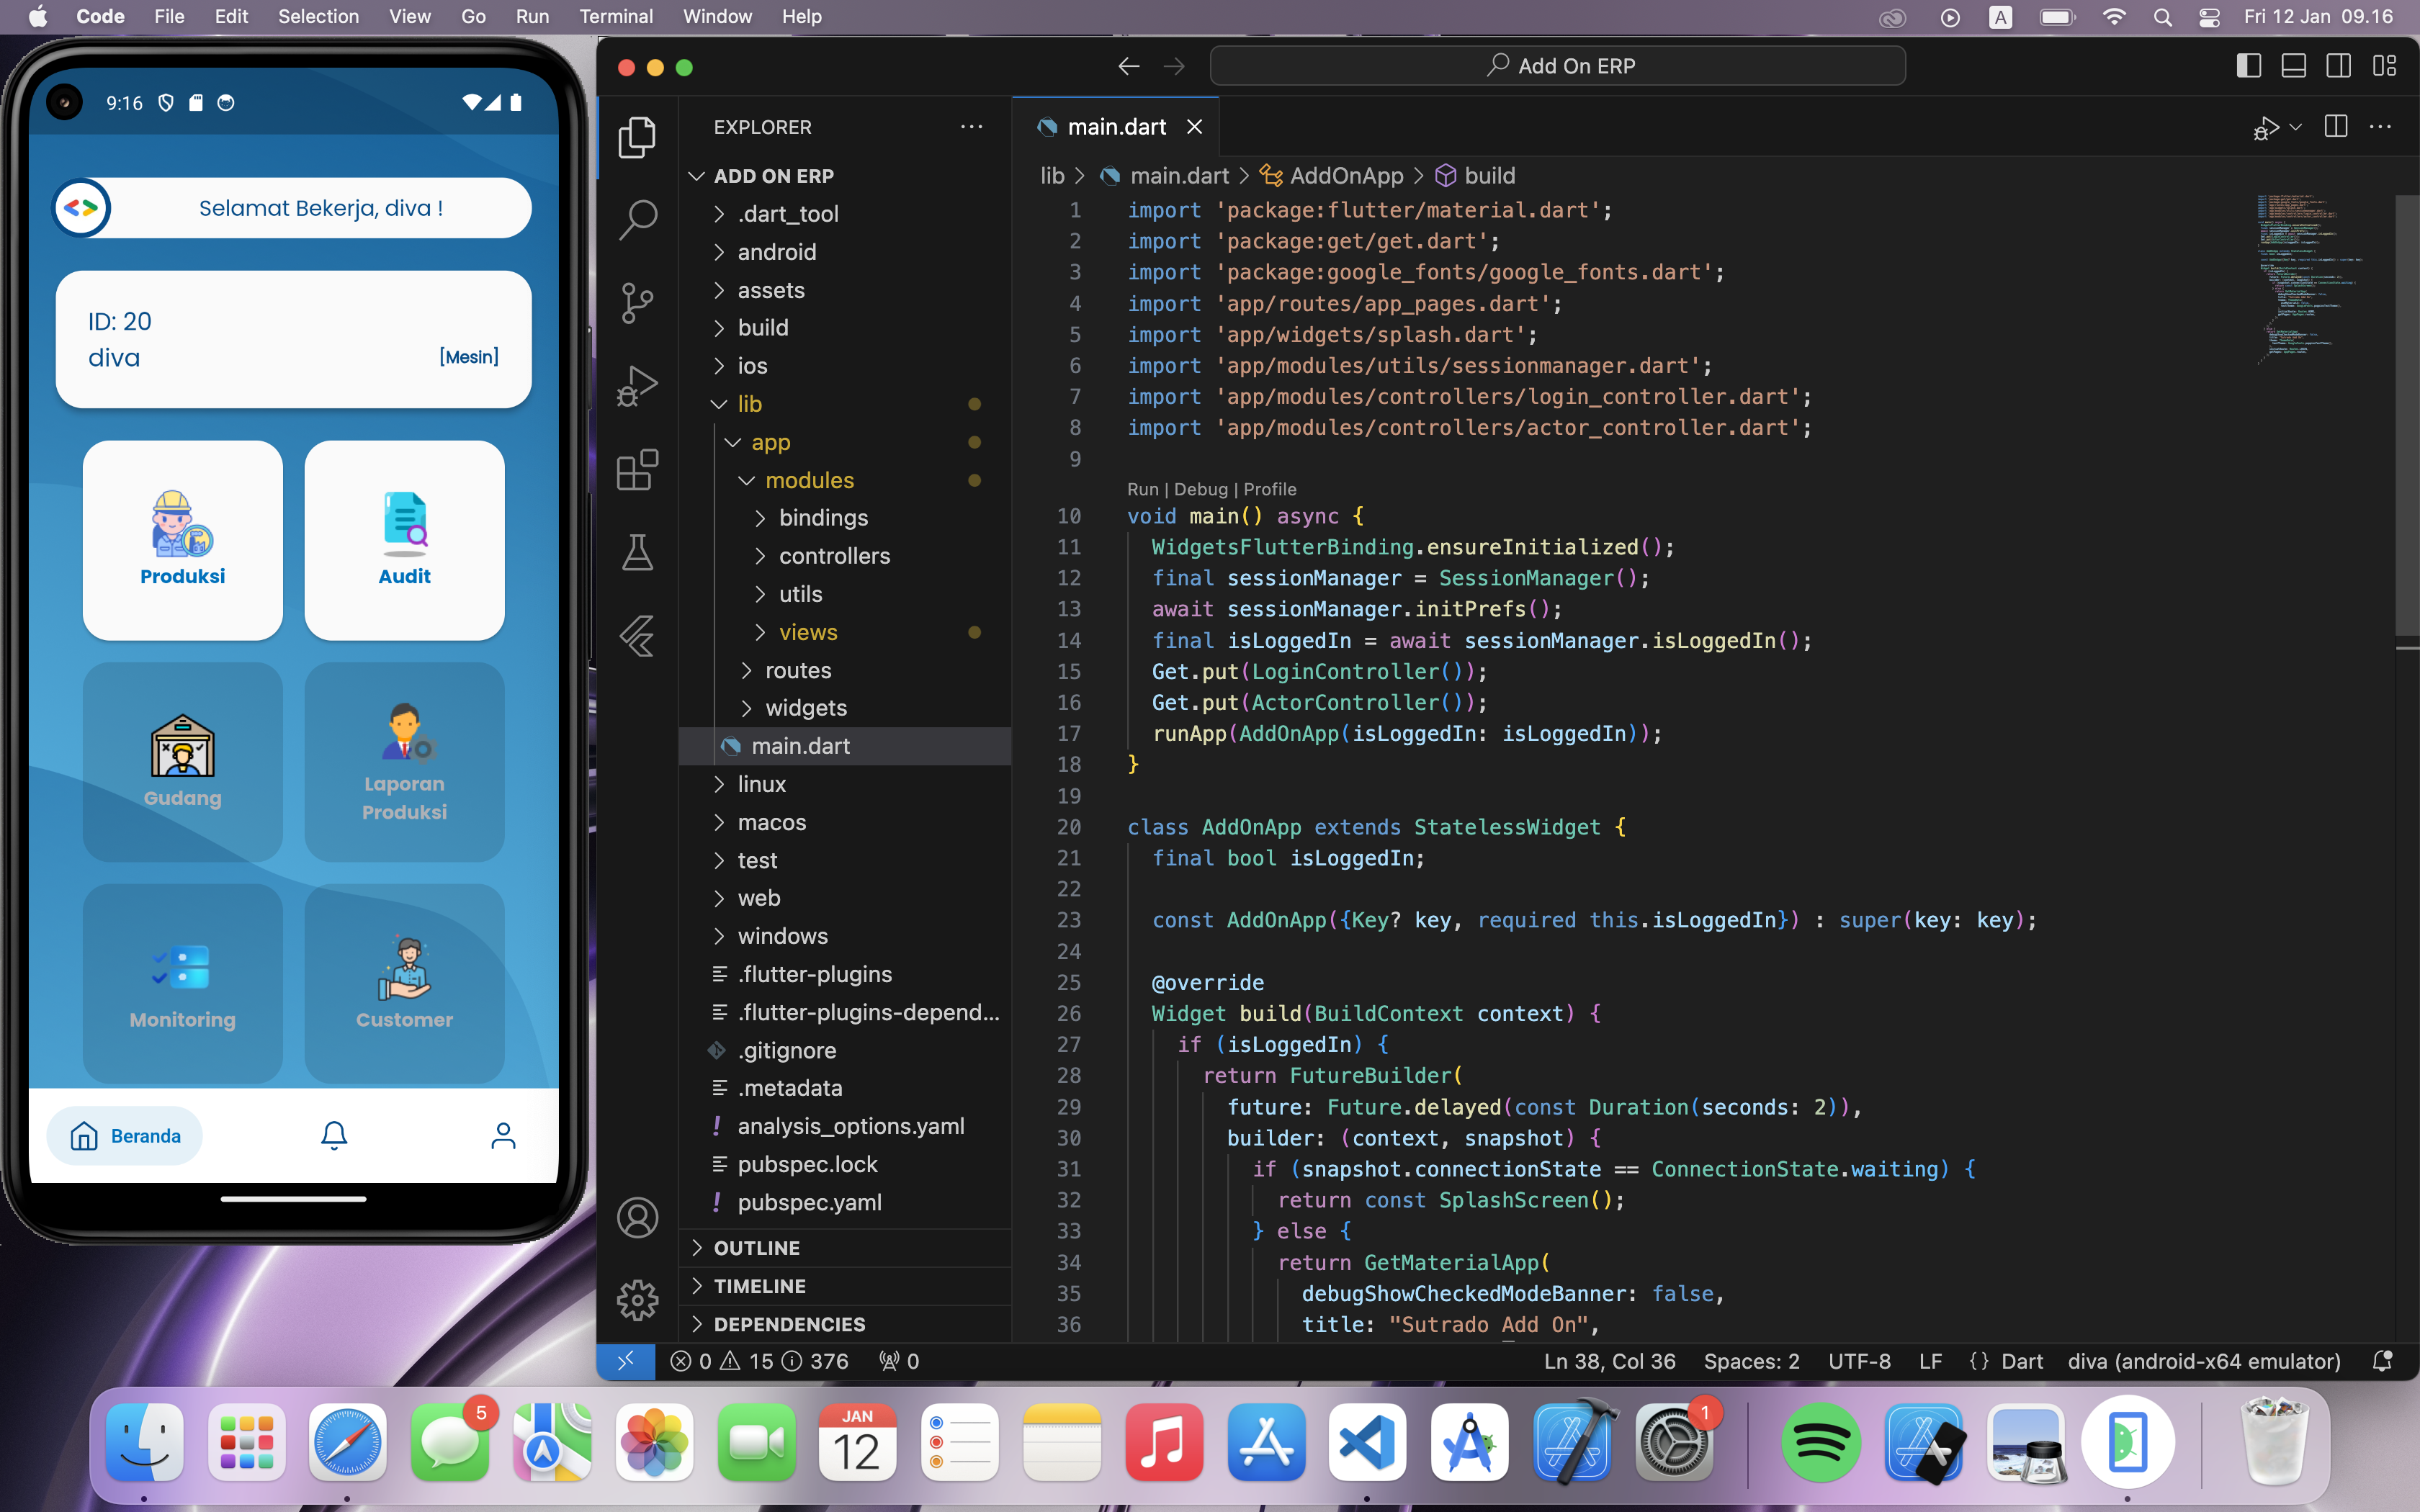 Code File Edit Selection View Go Run Terminal Window Help
A
Fri 12 Jan 09.16
9:16
Selamat Bekerja, diva !
ID: 20
diva
[Mesin]
Produksi
Audit
Gudang
Laporan
Produksi
Monitoring
Customer
Beranda
Add On ERP
EXPLORER
ADD ON ERP
.dart_tool
android
assets
build
ios
lib
app
modules
bindings
controllers
utils
views
routes
widgets
main.dart
linux
macos
test
web
windows
.flutter-plugins
.flutter-plugins-depend...
.gitignore
.metadata
! analysis_options.yaml
pubspec.lock
! pubspec.yaml
OUTLINE
TIMELINE
DEPENDENCIES
main.dart
lib > main.dart > AddOnApp > build
1 import 'package:flutter/material.dart';
2 import 'package:get/get.dart';
3 import 'package:google_fonts/google_fonts.dart';
4 import 'app/routes/app_pages.dart';
5 import 'app/widgets/splash.dart';
6 import 'app/modules/utils/sessionmanager.dart';
7 import 'app/modules/controllers/login_controller.dart';
8 import 'app/modules/controllers/actor_controller.dart';
9
Run | Debug | Profile
10 void main() async {
11 WidgetsFlutterBinding.ensureInitialized();
12 final sessionManager = SessionManager();
13 await sessionManager.initPrefs();
14 final isLoggedIn = await sessionManager.isLoggedIn();
15 Get.put(LoginController());
16 Get.put(ActorController());
17 runApp(AddOnApp(isLoggedIn: isLoggedIn));
18 }
19
20 class AddOnApp extends StatelessWidget {
21 final bool isLoggedIn;
22
23 const AddOnApp({Key? key, required this.isLoggedIn}) : super(key: key);
24
25 @override
26 Widget build(BuildContext context) {
27 if (isLoggedIn) {
28 return FutureBuilder(
29 future: Future.delayed(const Duration(seconds: 2)),
30 builder: (context, snapshot) {
31 if (snapshot.connectionState == ConnectionState.waiting) {
32 return const SplashScreen();
33 } else {
34 return GetMaterialApp(
35 debugShowCheckedModeBanner: false,
36 title: "Sutrado Add On",
0 15 376 0
Ln 38, Col 36 Spaces: 2 UTF-8 LF {} Dart diva (android-x64 emulator)
5
JAN
12
1